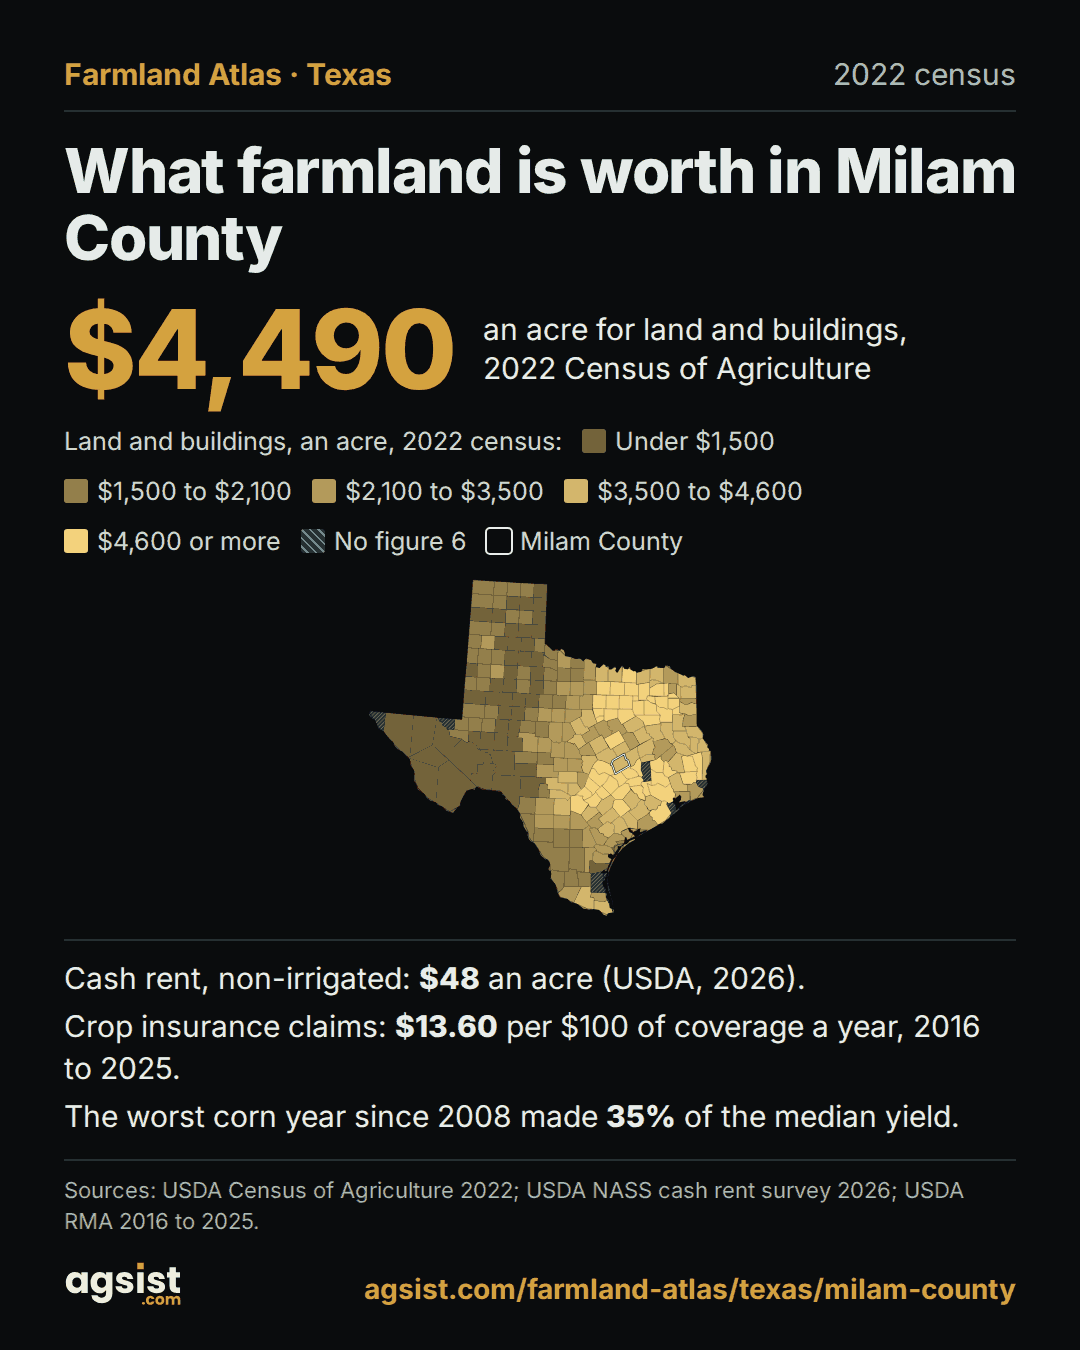 Farmland Atlas · Texas
2022 census
What farmland is worth in Milam
County
$4,490
an acre for land and buildings,
2022 Census of Agriculture
Land and buildings, an acre, 2022 census: Under $1,500
$1,500 to $2,100 $2,100 to $3,500 $3,500 to $4,600
$4,600 or more No figure 6 Milam County
Cash rent, non-irrigated: $48 an acre (USDA, 2026).
Crop insurance claims: $13.60 per $100 of coverage a year, 2016
to 2025.
The worst corn year since 2008 made 35% of the median yield.
Sources: USDA Census of Agriculture 2022; USDA NASS cash rent survey 2026; USDA
RMA 2016 to 2025.
agsist
.com
agsist.com/farmland-atlas/texas/milam-county